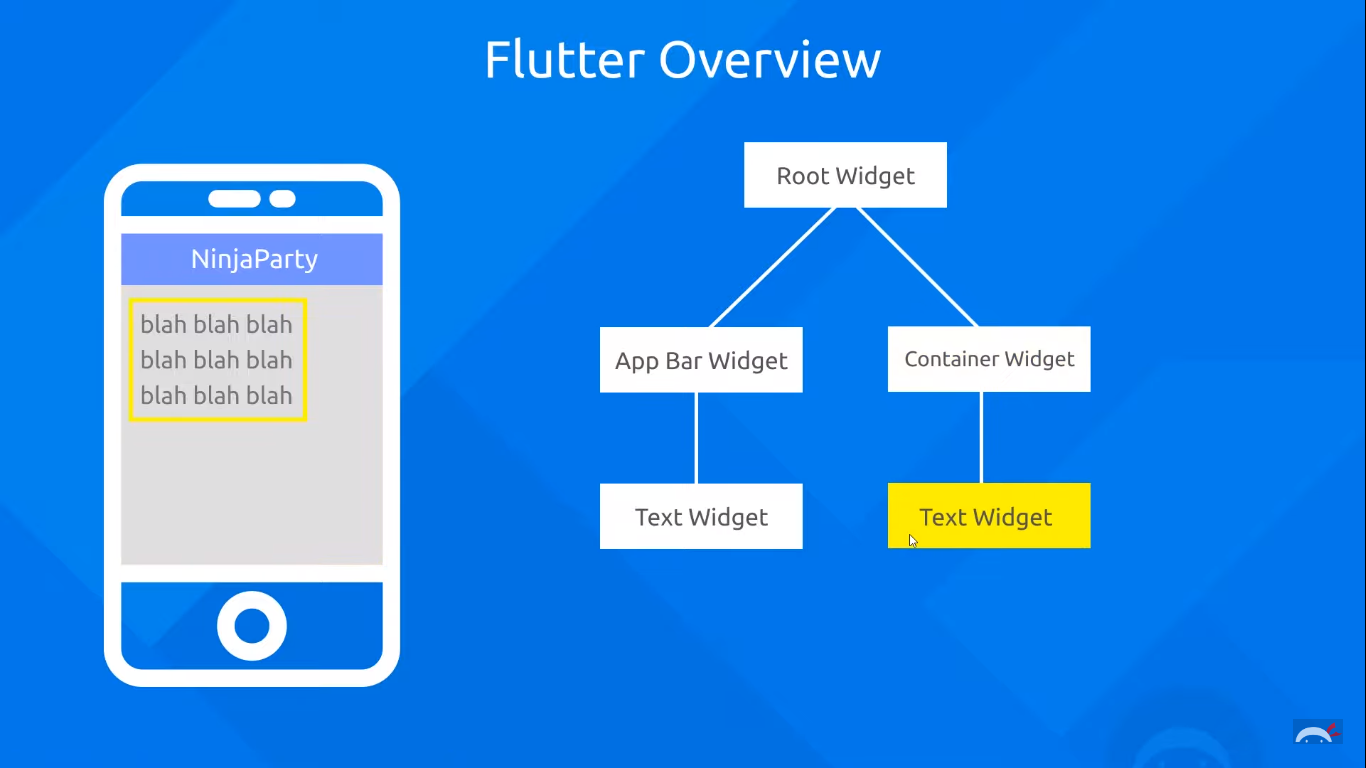 Flutter Overview
NinjaParty
blah blah blah
blah blah blah
blah blah blah
Root Widget
App Bar Widget
Container Widget
Text Widget
Text Widget